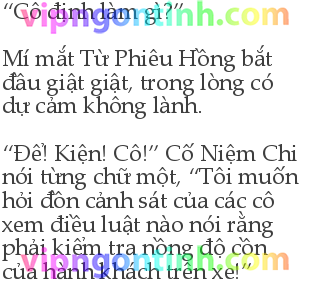 “Cô định làm gì?”
Mí mắt Từ Phiêu Hồng bắt
đầu giật giật, trong lòng có
dự cảm không lành.
“Để! Kiện! Cô!” Cố Niệm Chi
nói từng chữ một, “Tôi muốn
hỏi đồn cảnh sát của các cô
xem điều luật nào nói rằng
phải kiểm tra nồng độ cồn
của hành khách trên xe!”
vipngontinh.com
vipngontinh.com